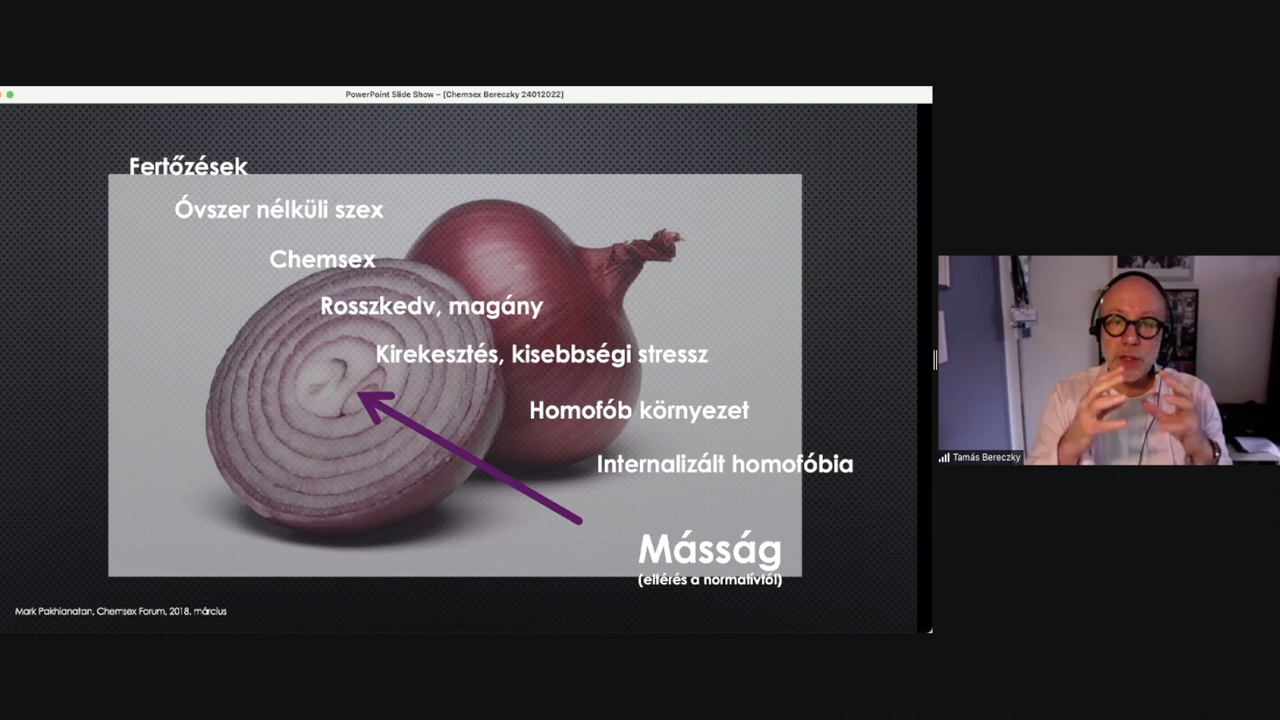 PowerPoint Slide Show – [Chemsex Bereczky 24012022]
Fertőzések
Óvszer nélküli szex
Chemsex
Rosszkedv, magány
Kirekesztés, kisebbségi stressz
Homofób környezet
Internalizált homofóbia
Másság
(eltérés a normatívtól)
Mark Pakhianatan, Chemsex Forum, 2018. március
Tamás Bereczky